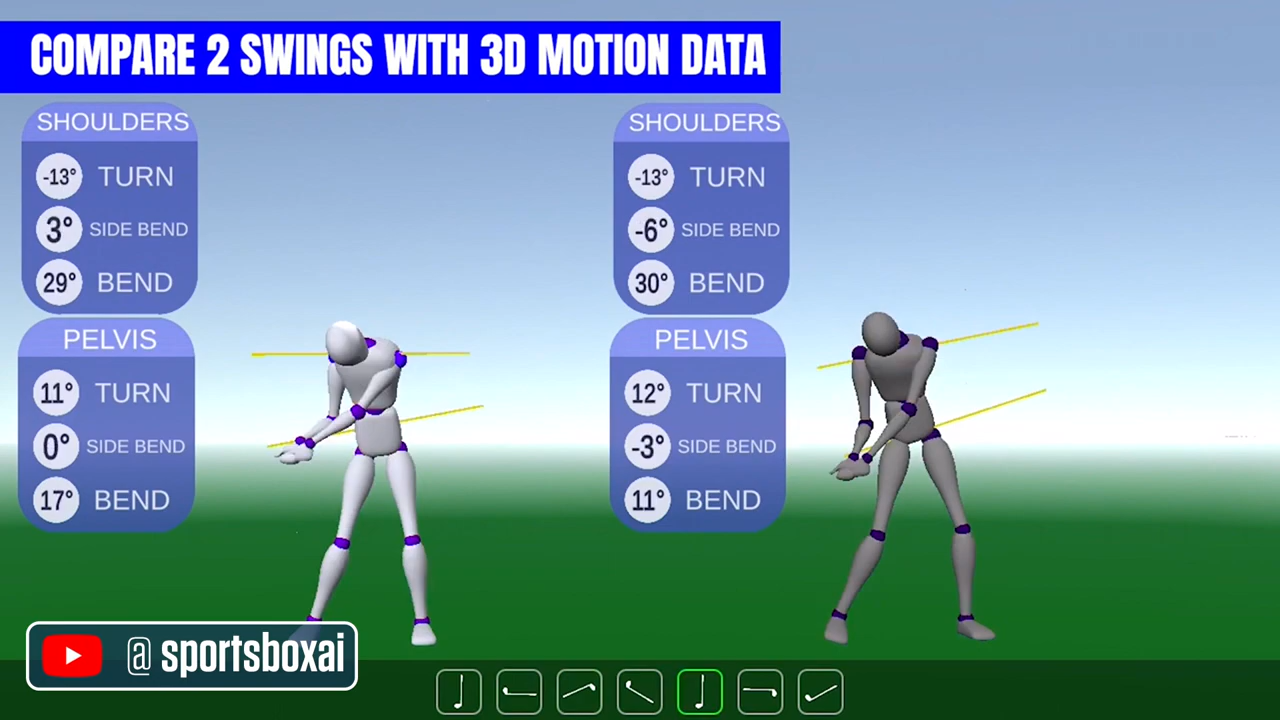 COMPARE 2 SWINGS WITH 3D MOTION DATA
SHOULDERS
-13° TURN
3° SIDE BEND
29° BEND
PELVIS
11° TURN
0° SIDE BEND
17° BEND
SHOULDERS
-13° TURN
-6° SIDE BEND
30° BEND
PELVIS
12° TURN
-3° SIDE BEND
11° BEND
@ sportsboxai